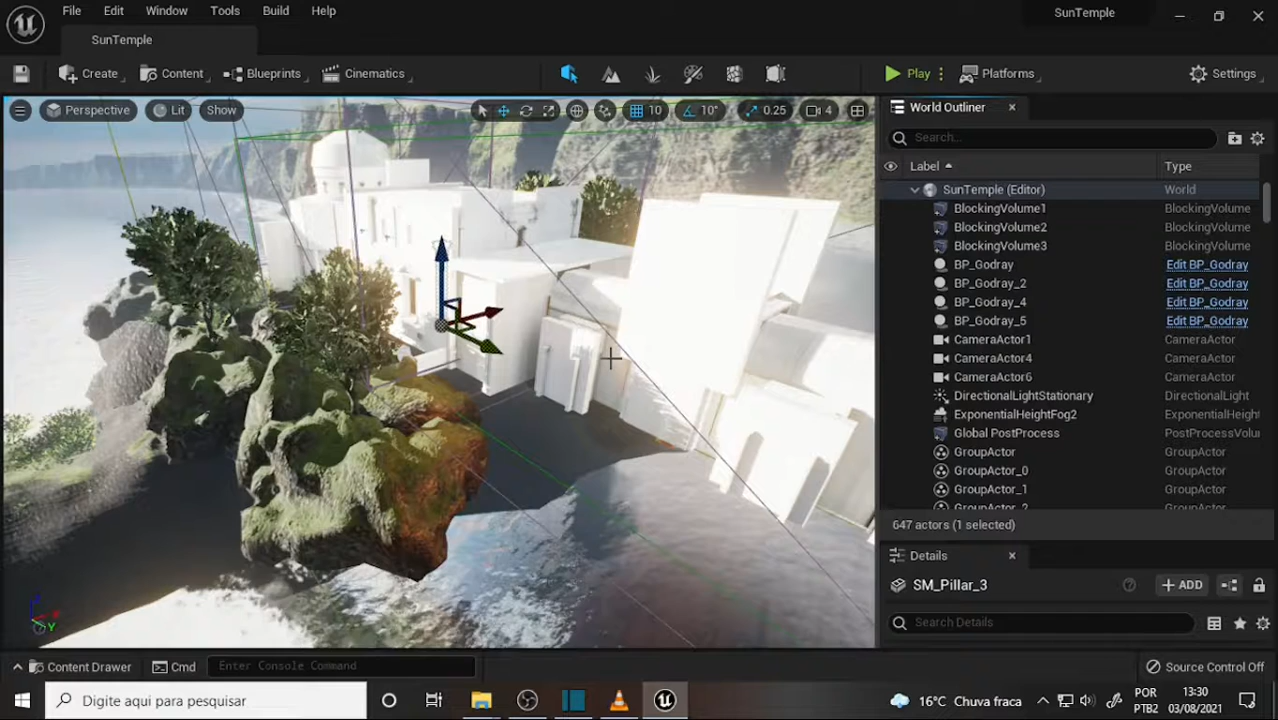 File Edit Window Tools Build Help SunTemple
SunTemple
Create Content Blueprints Cinematics Play Platforms Settings
Perspective Lit Show 10 10° 0.25 4
World Outliner
Search...
Label Type
SunTemple (Editor) World
BlockingVolume1 BlockingVolume
BlockingVolume2 BlockingVolume
BlockingVolume3 BlockingVolume
BP_Godray Edit BP_Godray
BP_Godray_2 Edit BP_Godray
BP_Godray_4 Edit BP_Godray
BP_Godray_5 Edit BP_Godray
CameraActor1 CameraActor
CameraActor4 CameraActor
CameraActor6 CameraActor
DirectionalLightStationary DirectionalLight
ExponentialHeightFog2 ExponentialHeight
Global PostProcess PostProcessVolu
GroupActor GroupActor
GroupActor_0 GroupActor
GroupActor_1 GroupActor
GroupActor_2 GroupActor
647 actors (1 selected)
Details
SM_Pillar_3 ADD
Search Details
Y
Content Drawer Cmd Enter Console Command Source Control Off
Digite aqui para pesquisar 16°C Chuva fraca POR 13:30
PTB2 03/08/2021